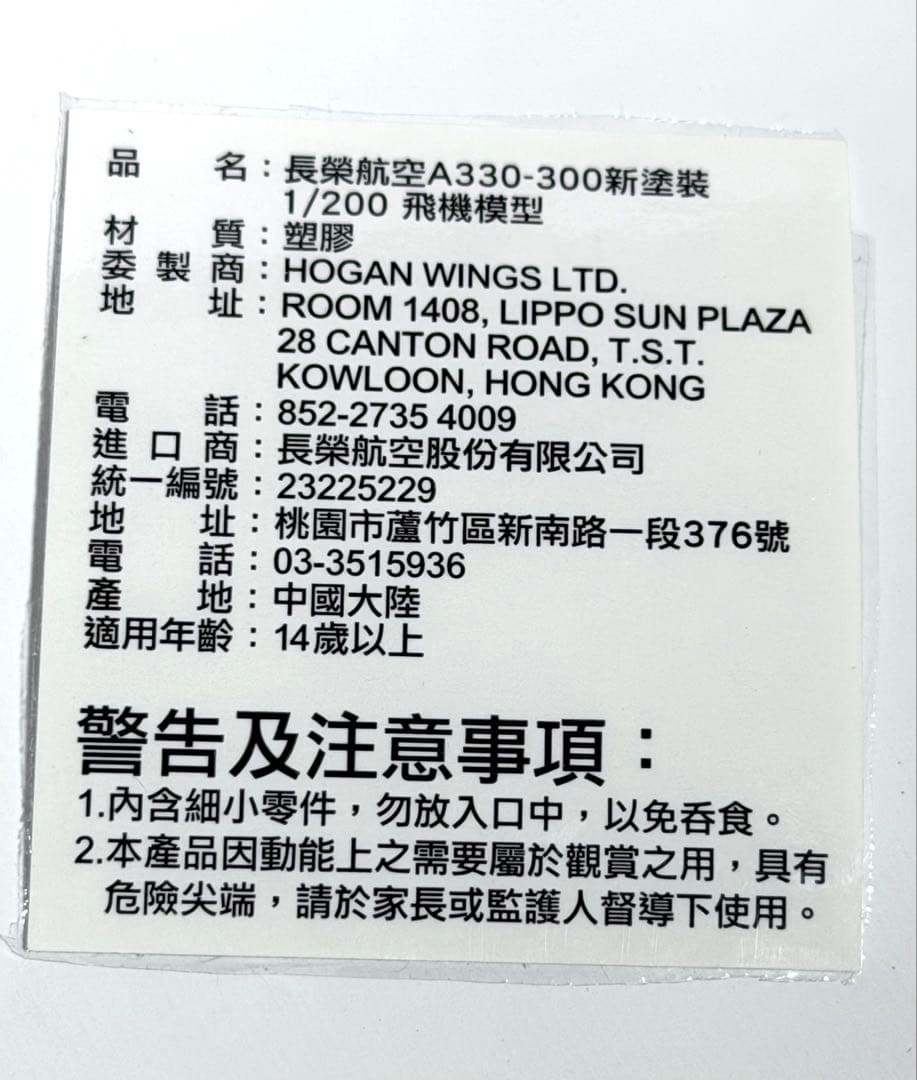 品名：長榮航空A330-300新塗裝
1/200 飛機模型
材質：塑膠
委製商：HOGAN WINGS LTD.
地址：ROOM 1408, LIPPO SUN PLAZA
28 CANTON ROAD, T.S.T.
KOWLOON, HONG KONG
電話：852-2735 4009
進口商：長榮航空股份有限公司
統一編號：23225229
地址：桃園市蘆竹區新南路一段376號
電話：03-3515936
產地：中國大陸
適用年齡：14歲以上
警告及注意事項：
1.內含細小零件，勿放入口中，以免吞食。
2.本產品因動能上之需要屬於觀賞之用，具有
危險尖端，請於家長或監護人督導下使用。